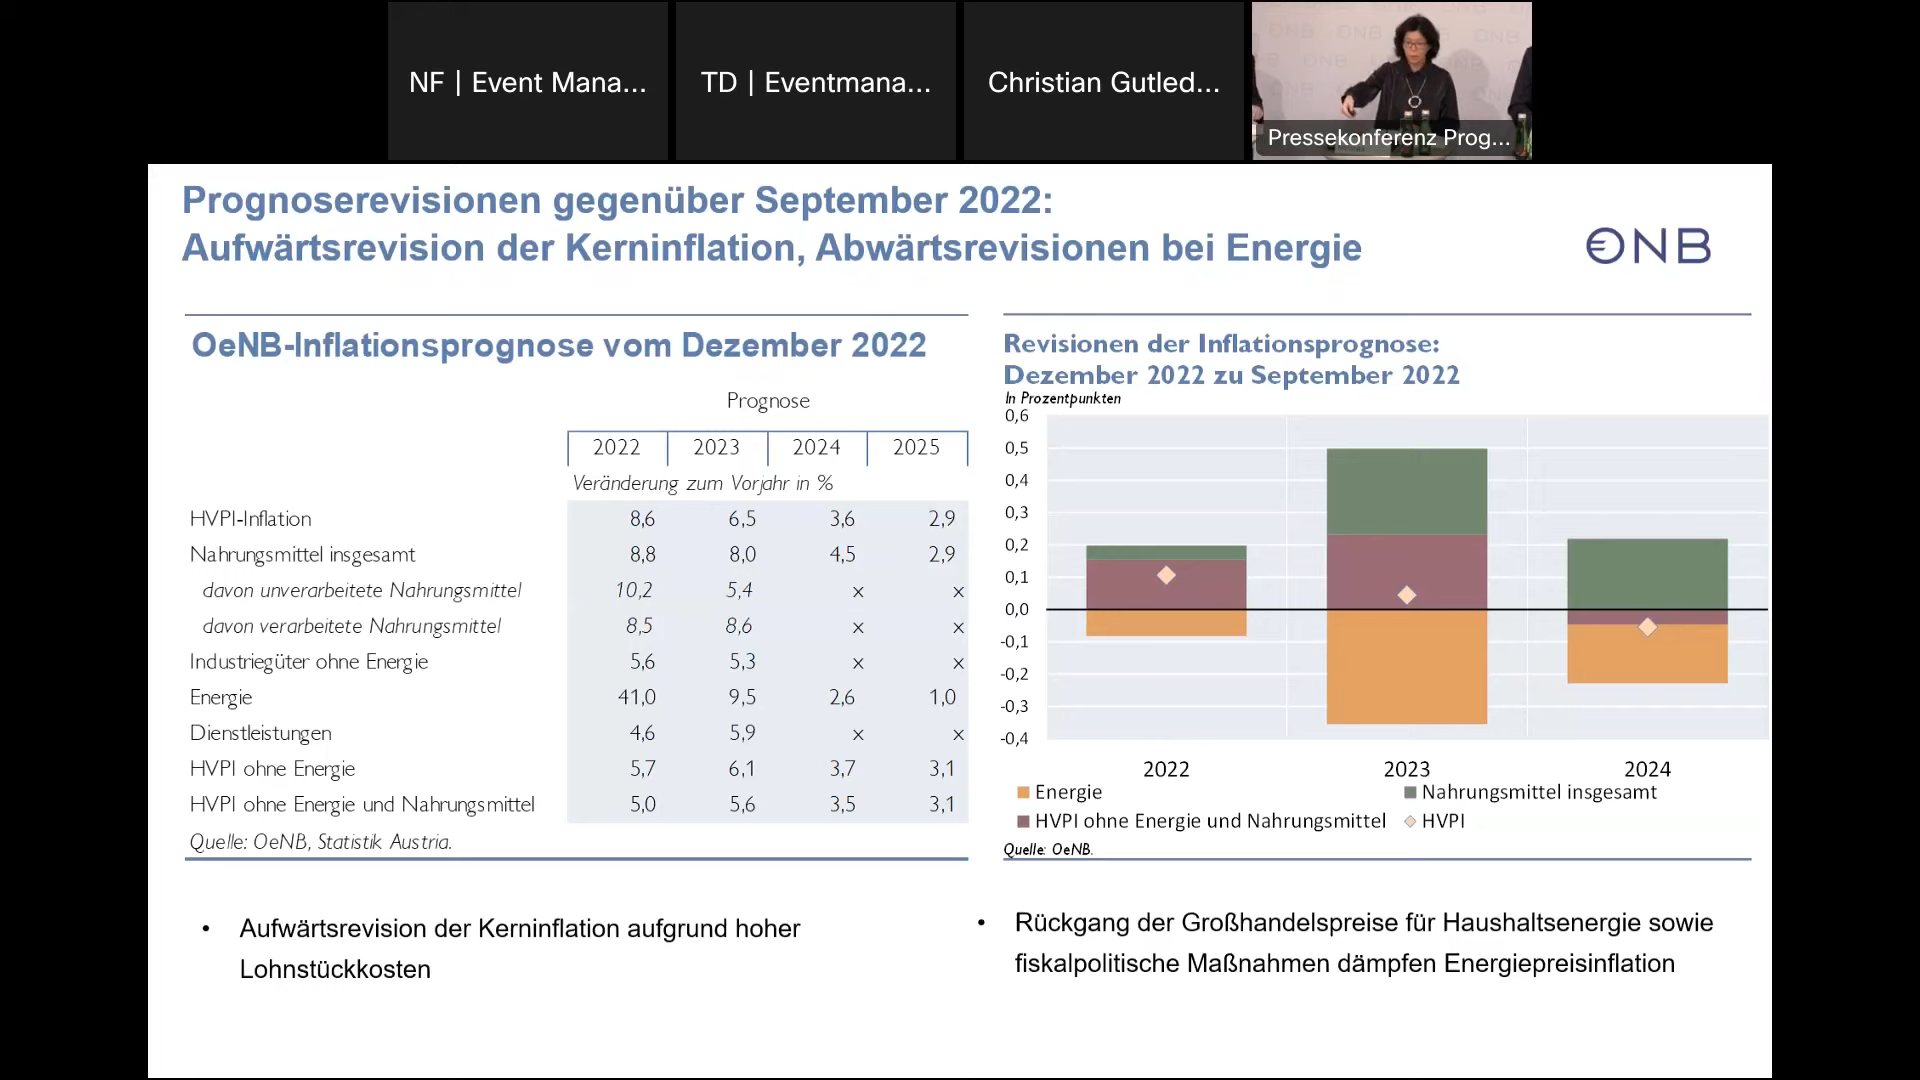 NF | Event Mana...
TD | Eventmana...
Christian Gutled...
Pressekonferenz Prog...
Prognoserevisionen gegenüber September 2022:
Aufwärtsrevision der Kerninflation, Abwärtsrevisionen bei Energie
ONB
OeNB-Inflationsprognose vom Dezember 2022
Prognose
2022 2023 2024 2025
Veränderung zum Vorjahr in %
HVPI-Inflation 8,6 6,5 3,6 2,9
Nahrungsmittel insgesamt 8,8 8,0 4,5 2,9
davon unverarbeitete Nahrungsmittel 10,2 5,4 x x
davon verarbeitete Nahrungsmittel 8,5 8,6 x x
Industriegüter ohne Energie 5,6 5,3 x x
Energie 41,0 9,5 2,6 1,0
Dienstleistungen 4,6 5,9 x x
HVPI ohne Energie 5,7 6,1 3,7 3,1
HVPI ohne Energie und Nahrungsmittel 5,0 5,6 3,5 3,1
Quelle: OeNB, Statistik Austria.
Revisionen der Inflationsprognose:
Dezember 2022 zu September 2022
In Prozentpunkten
0,6
0,5
0,4
0,3
0,2
0,1
0,0
-0,1
-0,2
-0,3
-0,4
2022 2023 2024
Energie Nahrungsmittel insgesamt
HVPI ohne Energie und Nahrungsmittel HVPI
Quelle: OeNB.
• Aufwärtsrevision der Kerninflation aufgrund hoher
Lohnstückkosten
• Rückgang der Großhandelspreise für Haushaltsenergie sowie
fiskalpolitische Maßnahmen dämpfen Energiepreisinflation